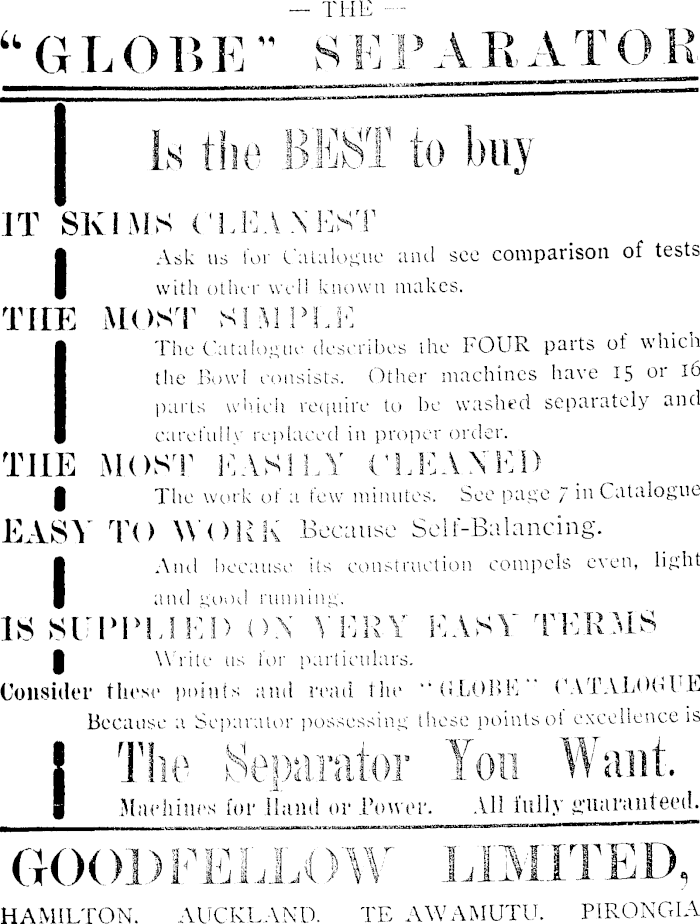 — THE —
“GLOBE” SEPARATOR
Is the BEST to buy
IT SKIMS CLEANEST
Ask us for Catalogue and see comparison of tests
with other well known makes.
THE MOST SIMPLE
The Catalogue describes the FOUR parts of which
the Bowl consists. Other machines have 15 or 16
parts which require to be washed separately and
carefully replaced in proper order.
THE MOST EASILY CLEANED
The work of a few minutes. See page 7 in Catalogue
EASY TO WORK Because Self-Balancing.
And because its construction compels even, light
and good running.
IS SUPPLIED ON VERY EASY TERMS
Write us for particulars.
Consider these points and read the “GLOBE” CATALOGUE
Because a Separator possessing these points of excellence is
The Separator You Want.
Machines for Hand or Power. All fully guaranteed.
GOODFELLOW LIMITED,
HAMILTON. AUCKLAND. TE AWAMUTU. PIRONGIA